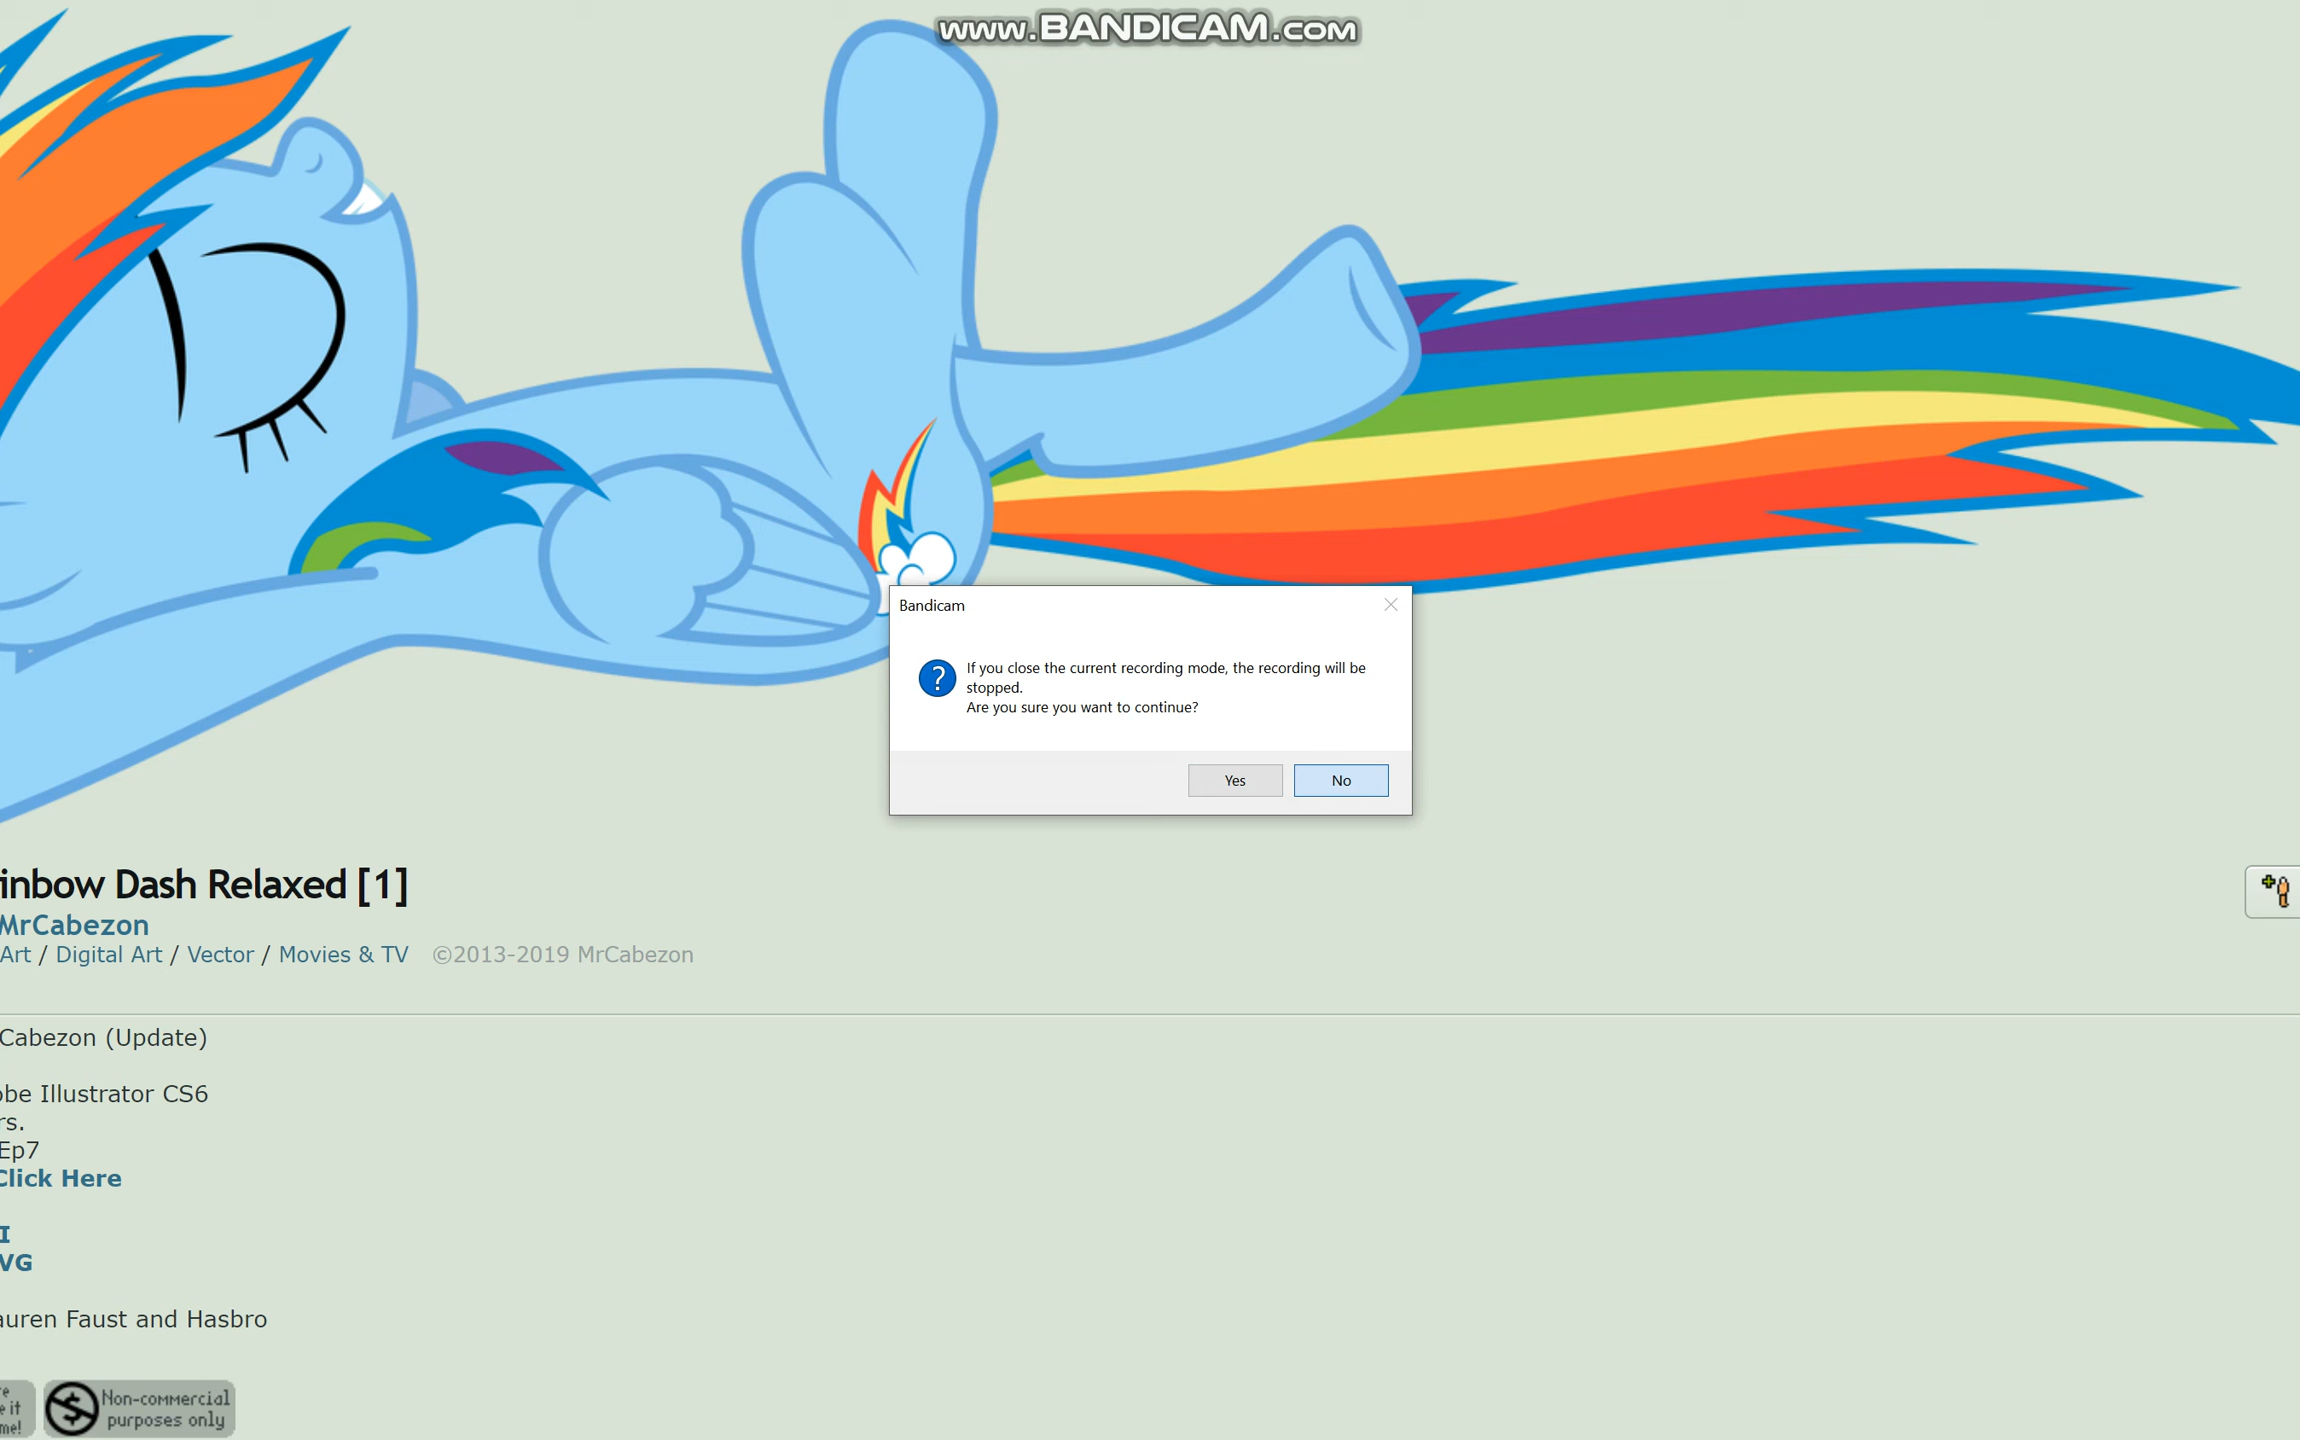 www.BANDICAM.com
Bandicam
If you close the current recording mode, the recording will be
stopped.
Are you sure you want to continue?
Yes
No
inbow Dash Relaxed [1]
MrCabezon
Art / Digital Art / Vector / Movies & TV ©2013-2019 MrCabezon
Cabezon (Update)
obe Illustrator CS6
rs.
Ep7
Click Here
I
VG
auren Faust and Hasbro
e
e it
me!
Non-commercial
purposes only